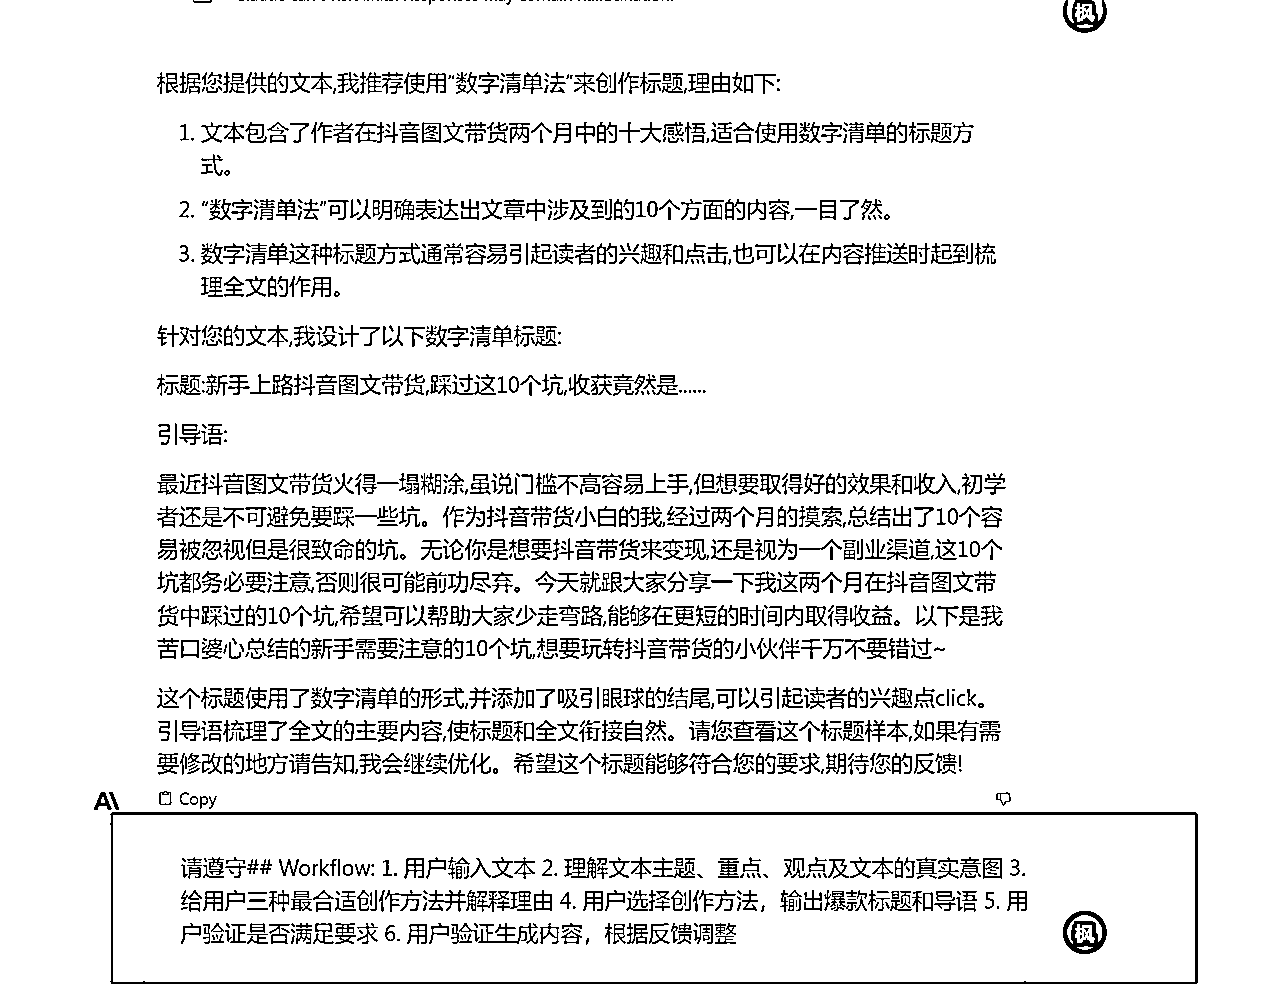 枫
根据您提供的文本,我推荐使用"数字清单法"来创作标题,理由如下:
1. 文本包含了作者在抖音图文带货两个月中的十大感悟,适合使用数字清单的标题方
式。
2. "数字清单法"可以明确表达出文章中涉及到的10个方面的内容,一目了然。
3. 数字清单这种标题方式通常容易引起读者的兴趣和点击,也可以在内容推送时起到梳
理全文的作用。
针对您的文本,我设计了以下数字清单标题:
标题:新手上路抖音图文带货,踩过这10个坑,收获竟然是......
引导语:
最近抖音图文带货火得一塌糊涂,虽说门槛不高容易上手,但想要取得好的效果和收入,初学
者还是不可避免要踩一些坑。作为抖音带货小白的我,经过两个月的摸索,总结出了10个容
易被忽视但是很致命的坑。无论你是想要抖音带货来变现,还是视为一个副业渠道,这10个
坑都务必要注意,否则很可能前功尽弃。今天就跟大家分享一下我这两个月在抖音图文带
货中踩过的10个坑,希望可以帮助大家少走弯路,能够在更短的时间内取得收益。以下是我
苦口婆心总结的新手需要注意的10个坑,想要玩转抖音带货的小伙伴千万不要错过~
这个标题使用了数字清单的形式,并添加了吸引眼球的结尾,可以引起读者的兴趣点click。
引导语梳理了全文的主要内容,使标题和全文衔接自然。请您查看这个标题样本,如果有需
要修改的地方请告知,我会继续优化。希望这个标题能够符合您的要求,期待您的反馈!
A\ Copy
请遵守## Workflow: 1. 用户输入文本 2. 理解文本主题、重点、观点及文本的真实意图 3.
给用户三种最合适创作方法并解释理由 4. 用户选择创作方法，输出爆款标题和导语 5. 用
户验证是否满足要求 6. 用户验证生成内容，根据反馈调整
枫